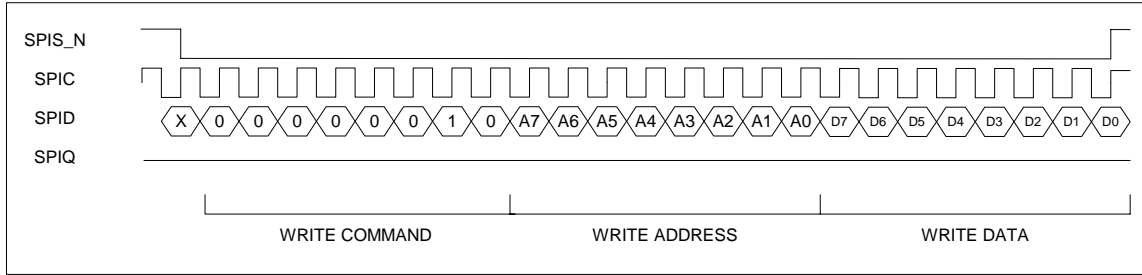 SPIS_N
SPIC
SPID X 0 0 0 0 0 0 1 0 A7 A6 A5 A4 A3 A2 A1 A0 D7 D6 D5 D4 D3 D2 D1 D0
SPIQ
WRITE COMMAND WRITE ADDRESS WRITE DATA